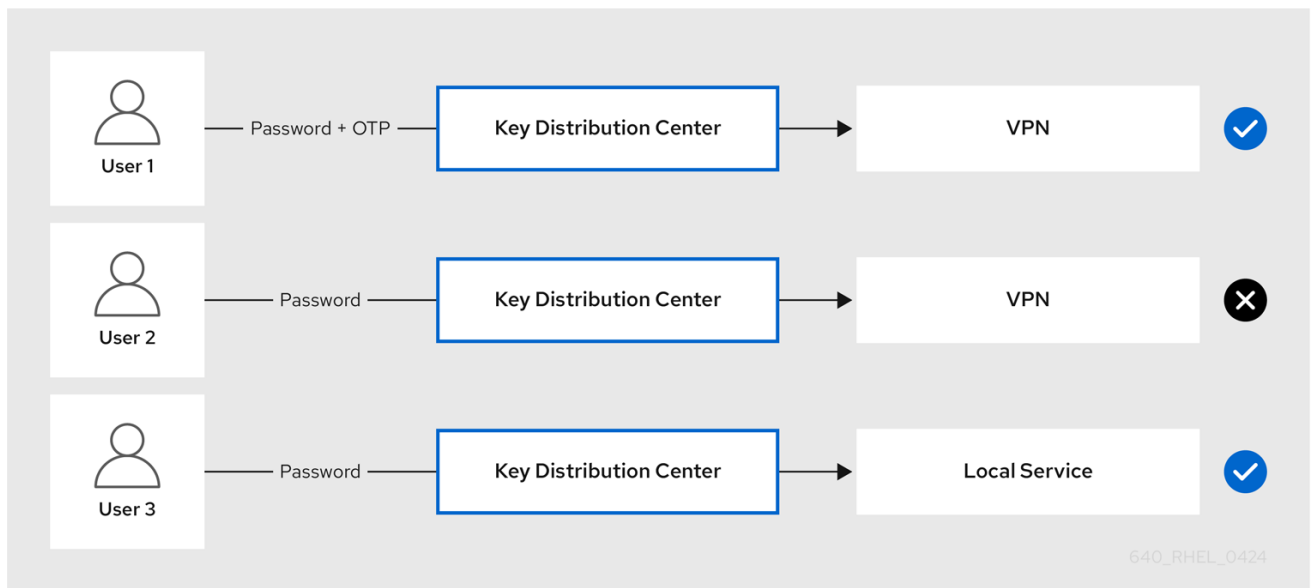 User 1
Password + OTP
Key Distribution Center
VPN
User 2
Password
Key Distribution Center
VPN
User 3
Password
Key Distribution Center
Local Service
640_RHEL_0424